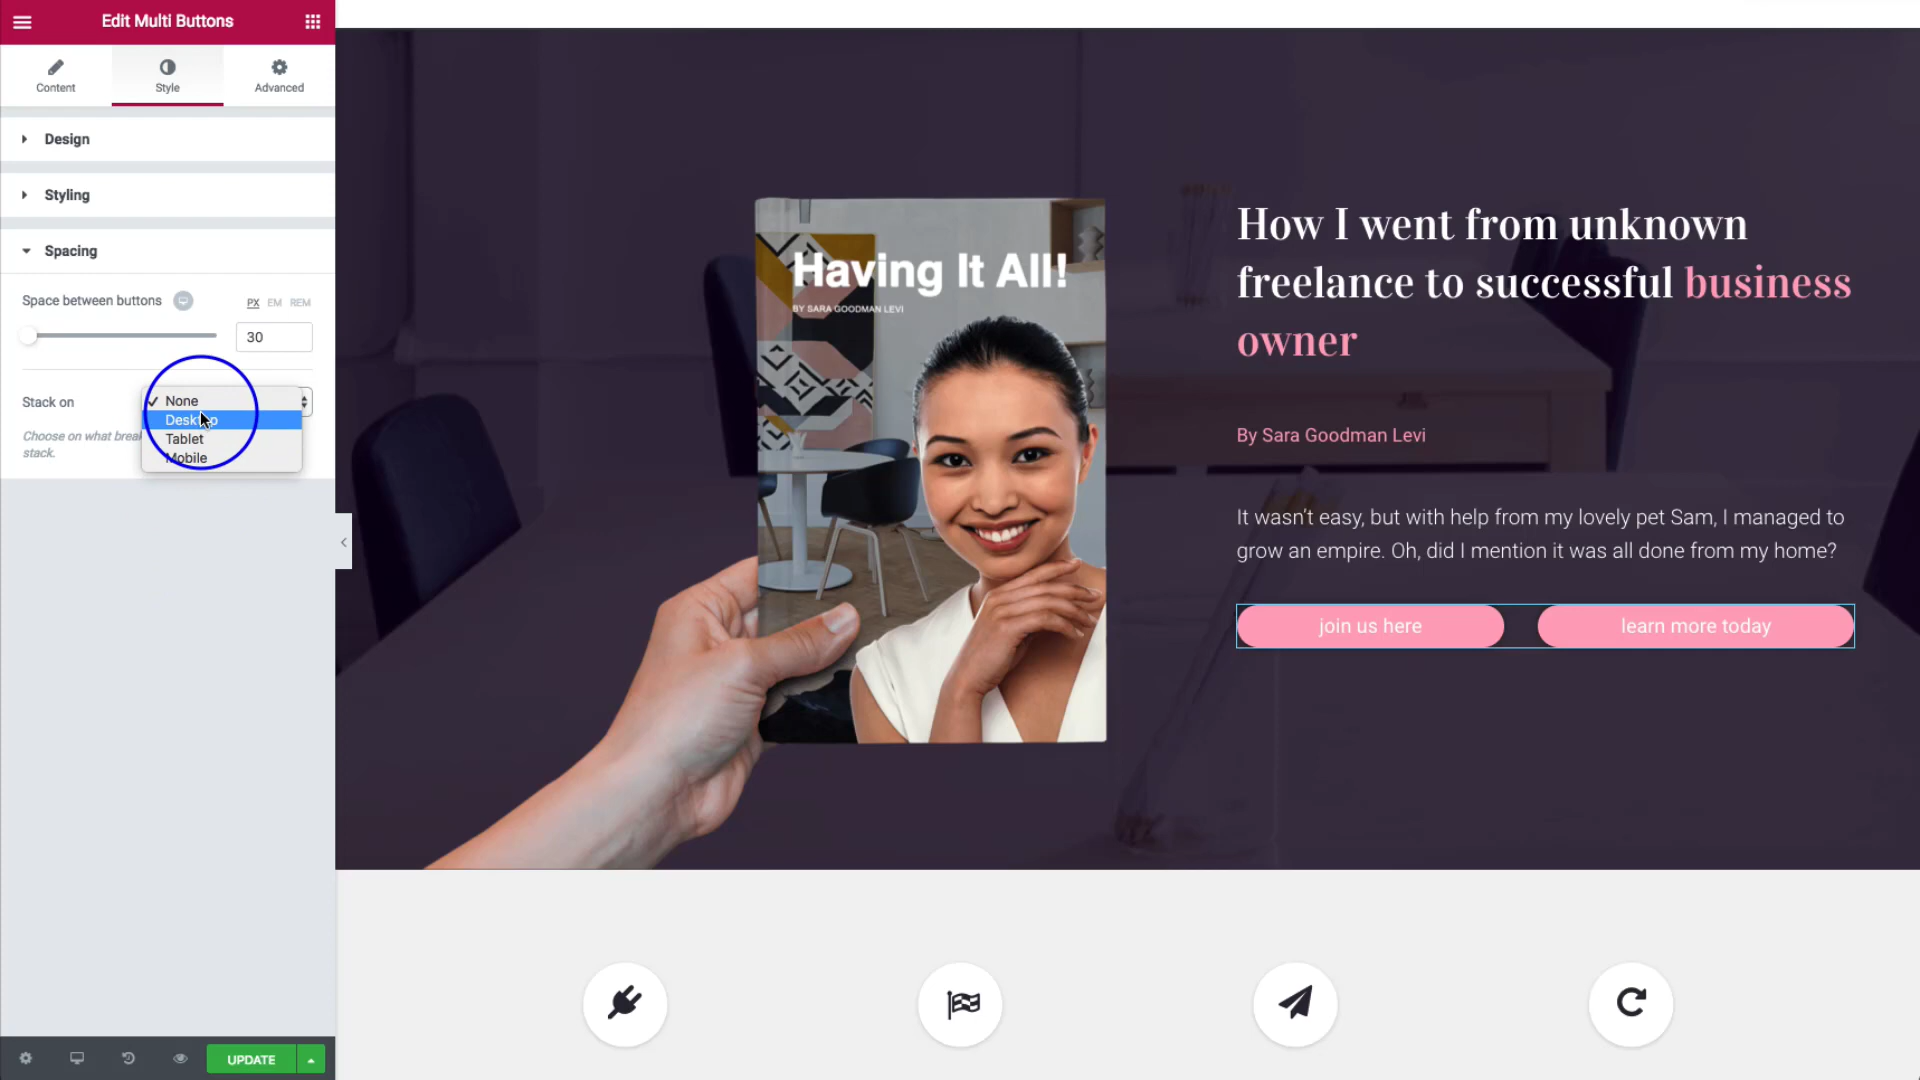 Edit Multi Buttons
Content
Style
Advanced
Design
Styling
Spacing
Space between buttons
PX EM REM
30
Stack on
None
Desktop
Tablet
Mobile
Choose on what
stack.
UPDATE
Having It All!
BY SARA GOODMAN LEVI
How I went from unknown
freelance to successful business
owner
By Sara Goodman Levi
It wasn't easy, but with help from my lovely pet Sam, I managed to
grow an empire. Oh, did I mention it was all done from my home?
join us here
learn more today